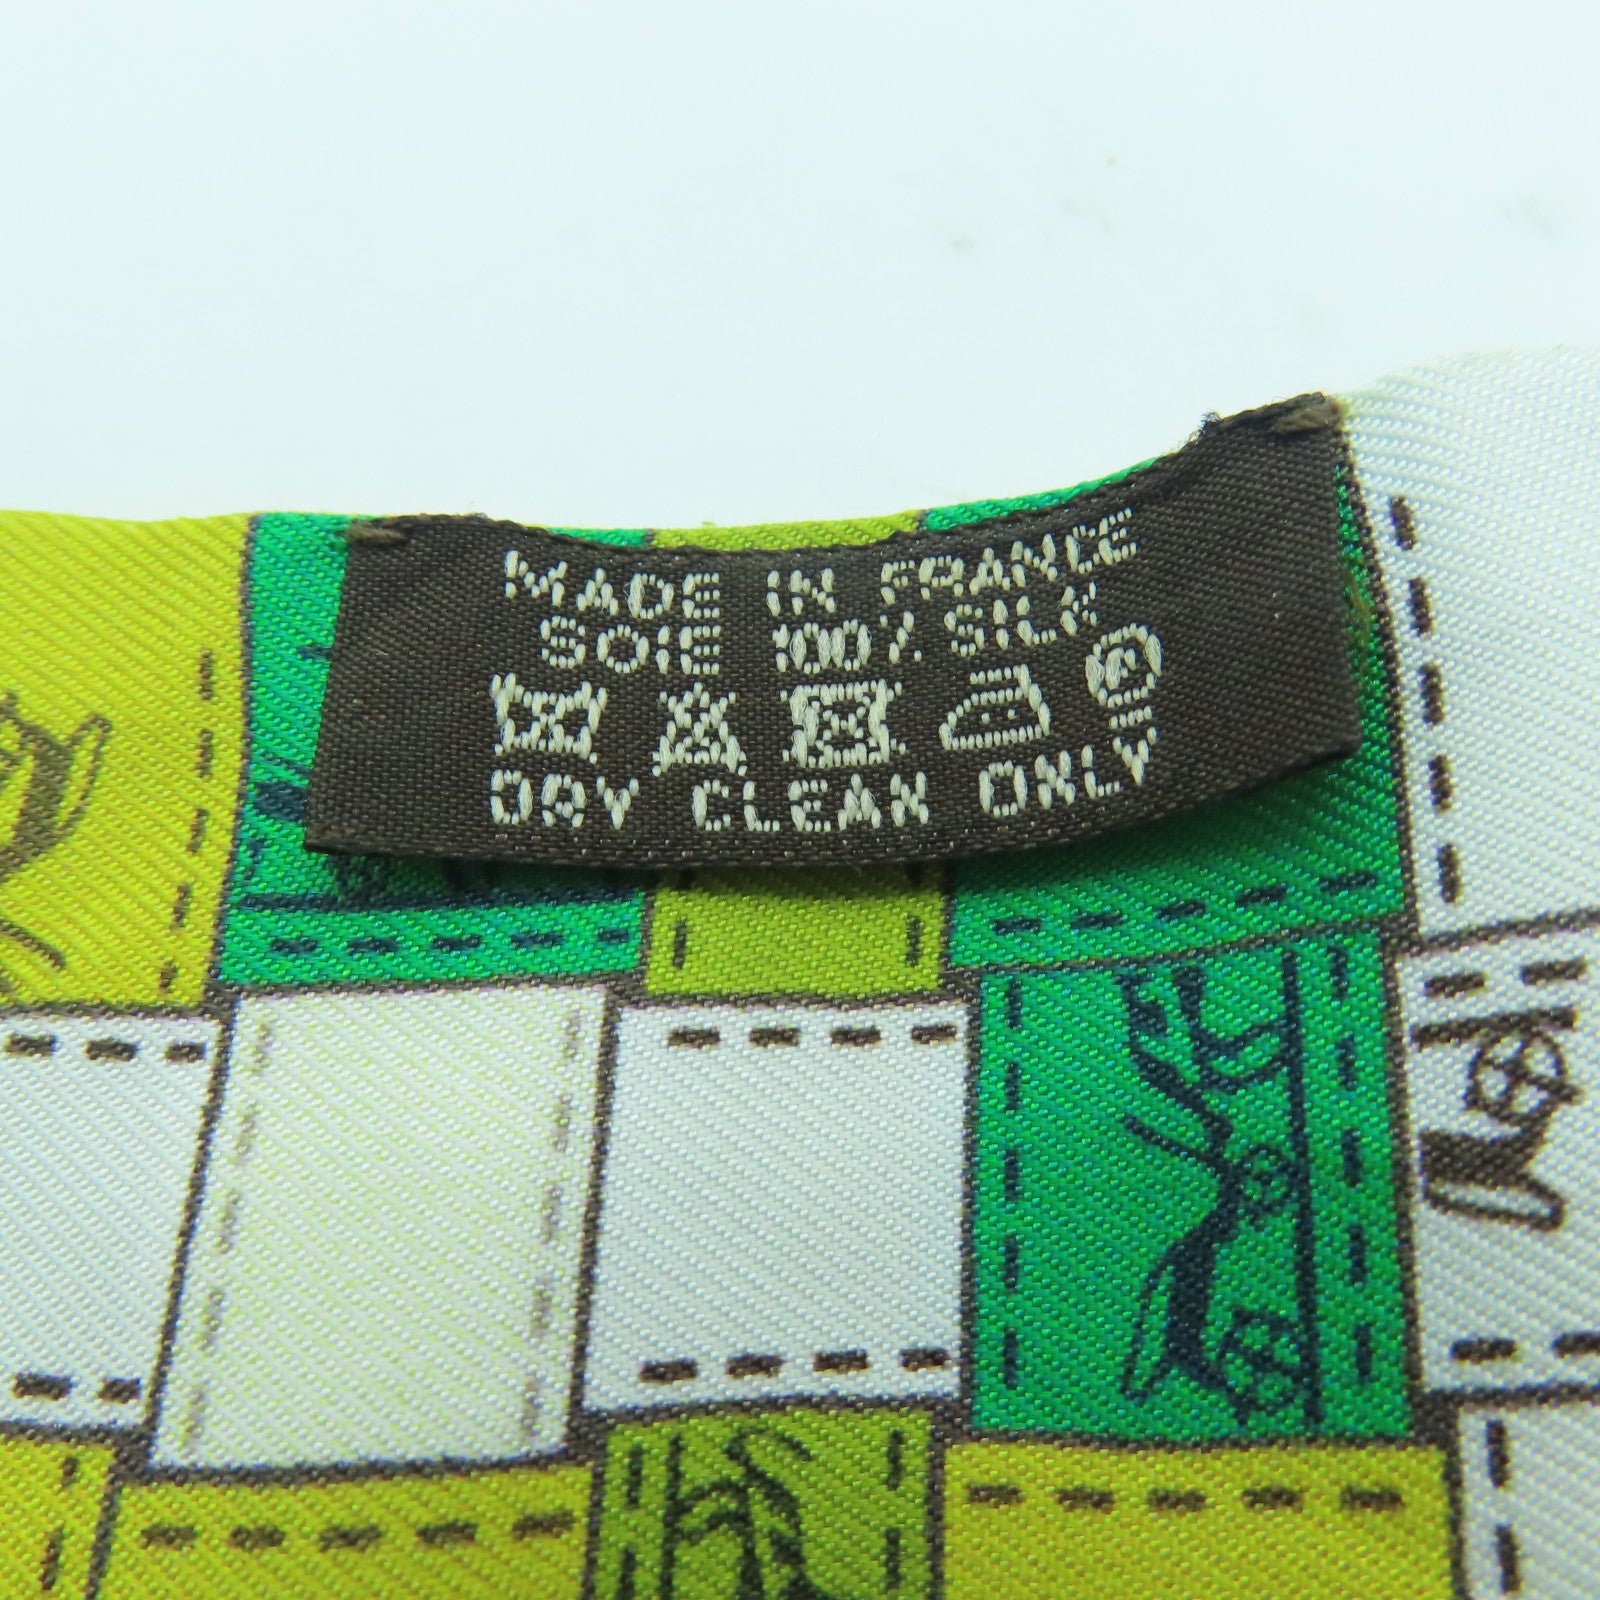 MADE IN FRANCE
SOIE 100% SILK
DRY CLEAN ONLY